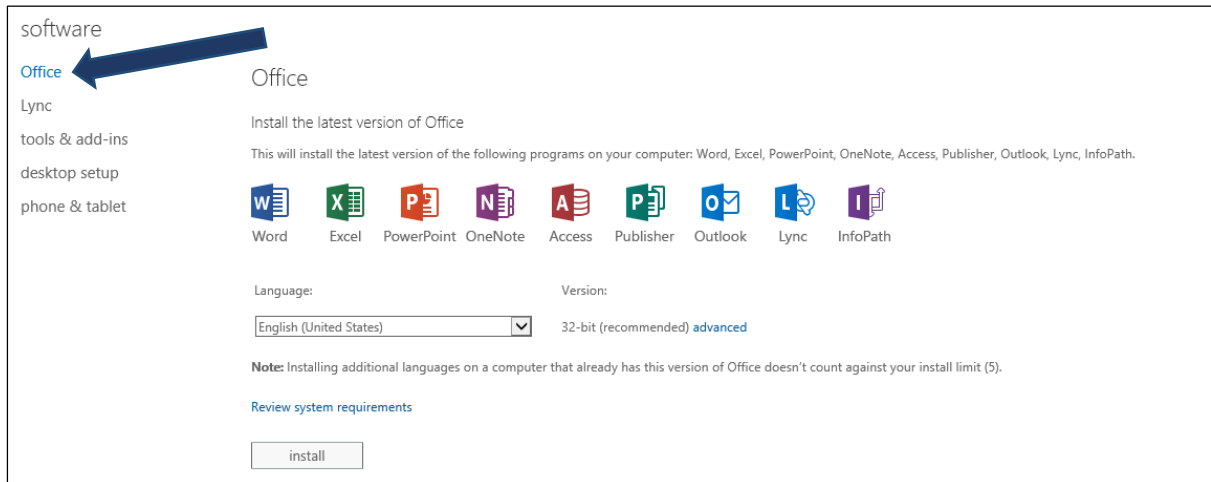 software
Office
Lync
tools & add-ins
desktop setup
phone & tablet
Office
Install the latest version of Office
This will install the latest version of the following programs on your computer: Word, Excel, PowerPoint, OneNote, Access, Publisher, Outlook, Lync, InfoPath.
W X P N A P O L I
Word Excel PowerPoint OneNote Access Publisher Outlook Lync InfoPath
Language: Version:
English (United States) 32-bit (recommended) advanced
Note: Installing additional languages on a computer that already has this version of Office doesn't count against your install limit (5).
Review system requirements
install